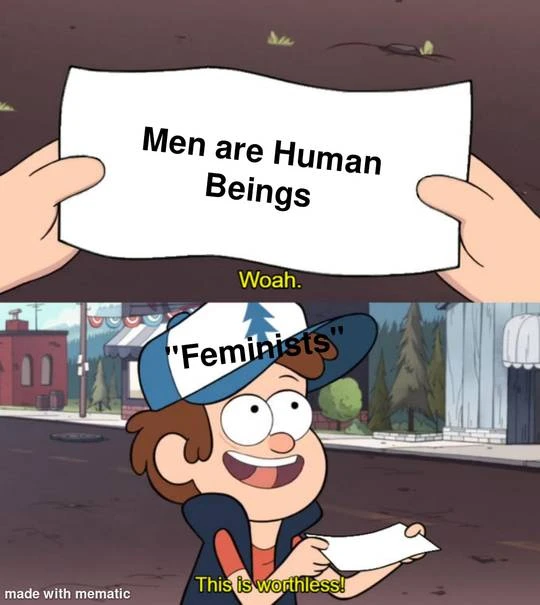 Men are Human
Beings
Woah.
"Feminists"
This is worthless!
made with mematic